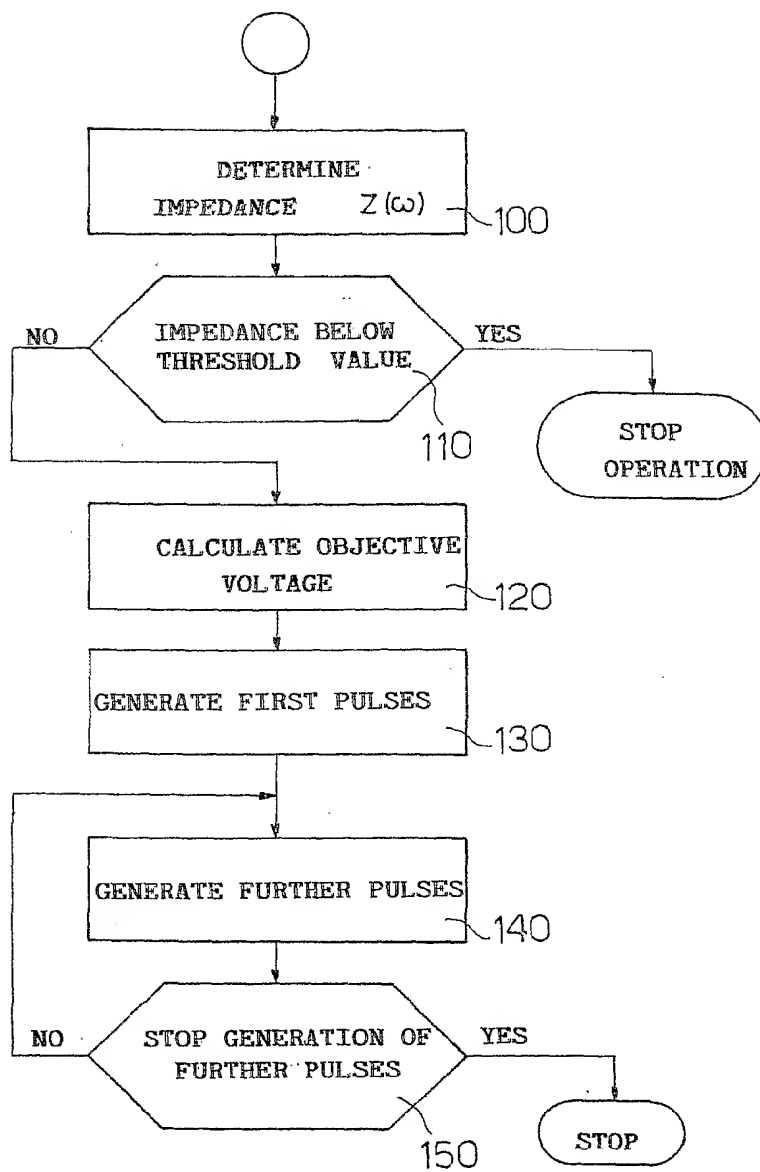 DETERMINE
IMPEDANCE Z(ω)
100
IMPEDANCE BELOW
THRESHOLD VALUE
NO
YES
110
STOP
OPERATION
CALCULATE OBJECTIVE
VOLTAGE
120
GENERATE FIRST PULSES
130
GENERATE FURTHER PULSES
140
STOP GENERATION OF
FURTHER PULSES
NO
YES
150
STOP